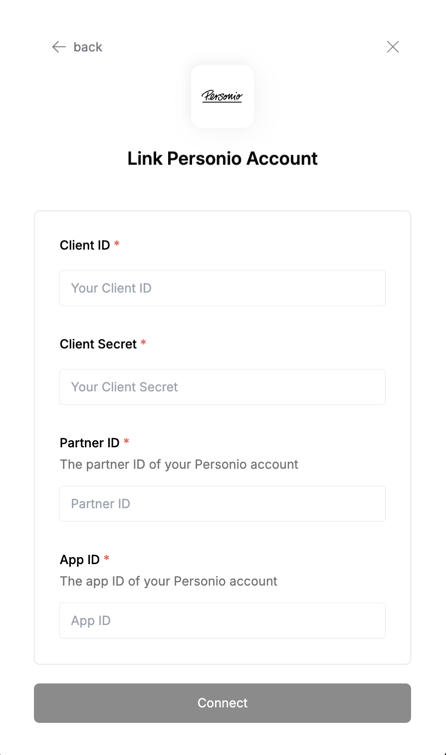 back
Personio
Link Personio Account
Client ID *
Your Client ID
Client Secret *
Your Client Secret
Partner ID *
The partner ID of your Personio account
Partner ID
App ID *
The app ID of your Personio account
App ID
Connect